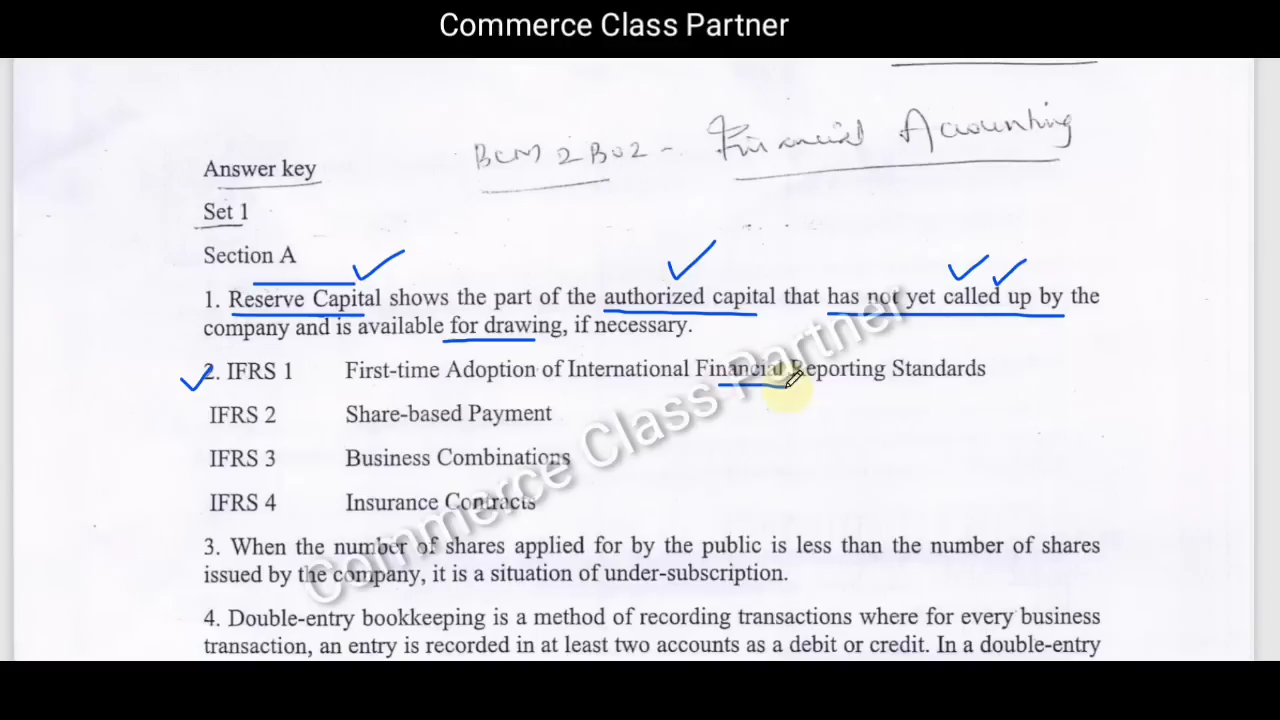 Commerce Class Partner
BCM2B02 - Financial Accounting
Answer key
Set 1
Section A
1. Reserve Capital shows the part of the authorized capital that has not yet called up by the
company and is available for drawing, if necessary.
2. IFRS 1 First-time Adoption of International Financial Reporting Standards
IFRS 2 Share-based Payment
IFRS 3 Business Combinations
IFRS 4 Insurance Contracts
Commerce Class Partner
3. When the number of shares applied for by the public is less than the number of shares
issued by the company, it is a situation of under-subscription.
4. Double-entry bookkeeping is a method of recording transactions where for every business
transaction, an entry is recorded in at least two accounts as a debit or credit. In a double-entry